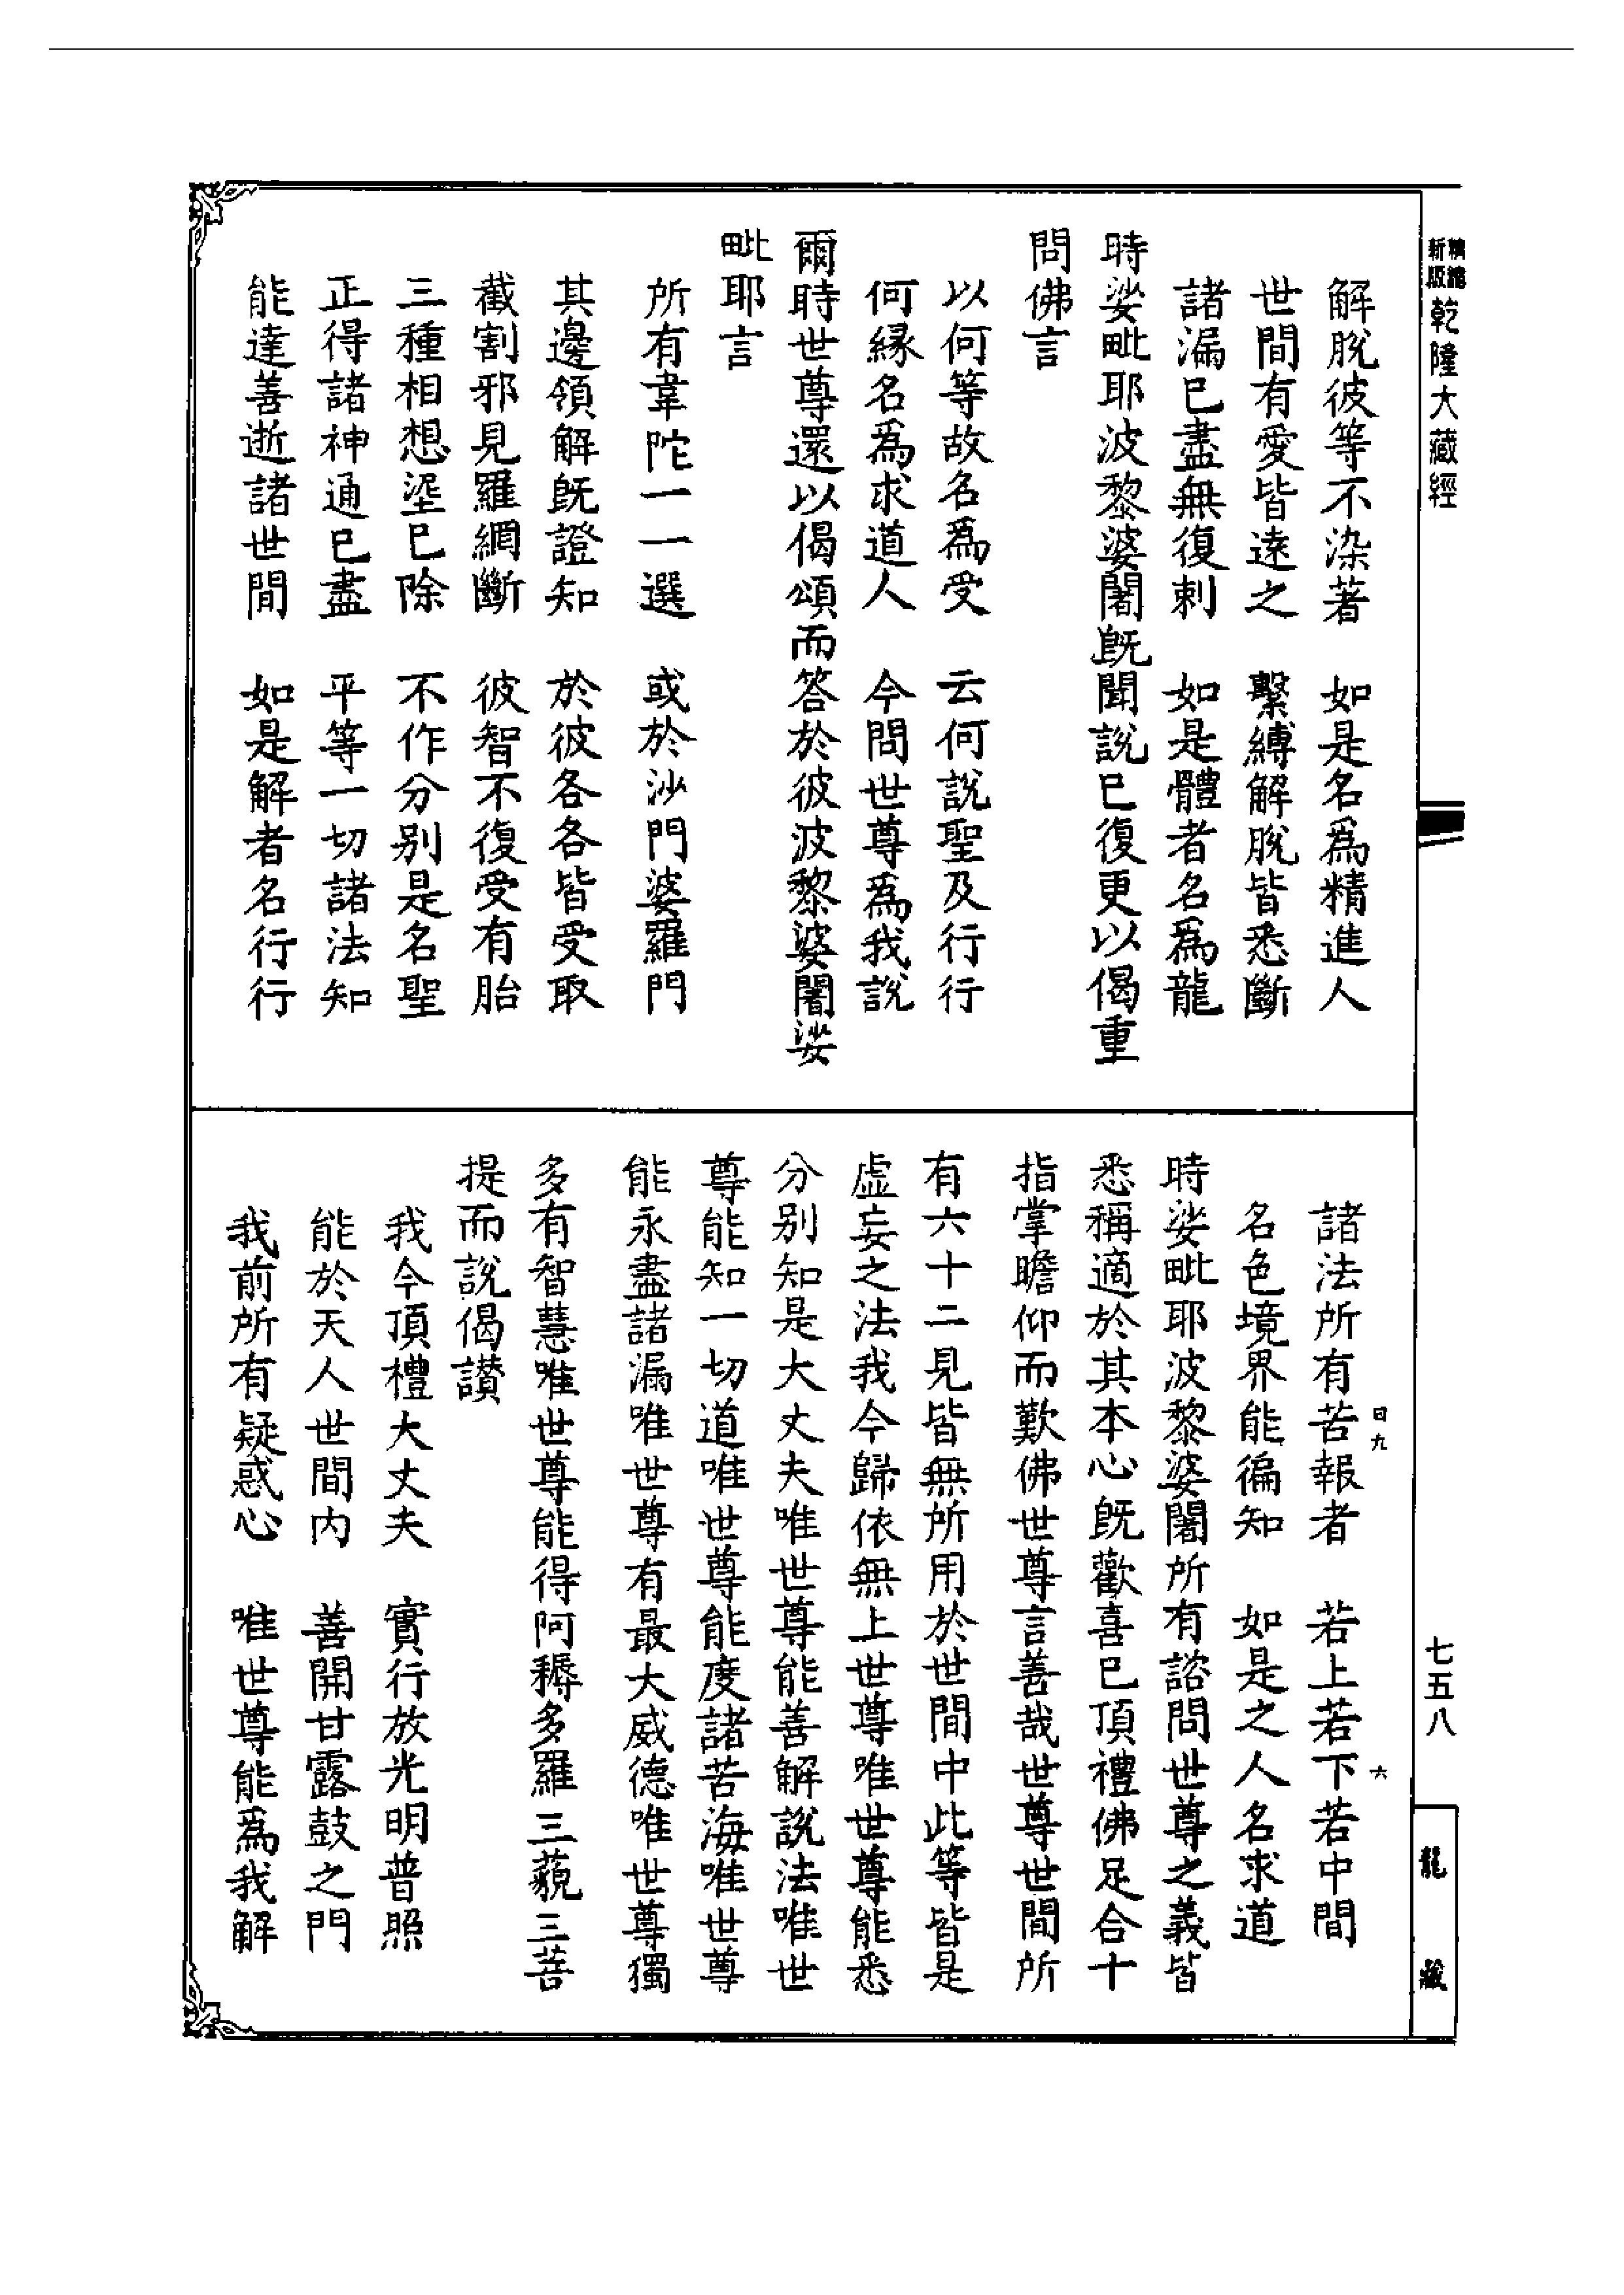 精縮新版乾隆大藏經
解脫彼等不染著　如是名為精進人
世間有愛皆遠之　繫縛解脫皆悉斷
諸漏巳盡無復刺　如是體者名為龍
時娑毗耶波黎婆闍既聞說巳復更以偈重
問佛言
以何等故名為受　云何說聖及行行
何緣名為求道人　今問世尊為我說
爾時世尊還以偈頌而答於彼波黎婆闍娑
毗耶言
所有韋陀一一選　或於沙門婆羅門
其邊領解既證知　於彼各各皆受取
截割邪見羅網斷　彼智不復受有胎
三種相想埿巳除　不作分別是名聖
正得諸神通巳盡　平等一切諸法知
能達善逝諸世間　如是解者名行行
七五八
龍藏
曰九　六
諸法所有苦報者　若上若下若中間
名色境界能徧知　如是之人名求道
時娑毗耶波黎婆闍所有諮問世尊之義皆
悉稱適於其本心既歡喜巳頂禮佛足合十
指掌瞻仰而歎佛世尊言善哉世尊世間所
有六十二見皆無所用於世間中此等皆是
虛妄之法我今歸依無上世尊唯世尊能悉
分別知是大丈夫唯世尊能善解說法唯世
尊能知一切道唯世尊能度諸苦海唯世尊
能永盡諸漏唯世尊有最大威德唯世尊獨
多有智慧唯世尊能得阿耨多羅三藐三菩
提而說偈讚
我今頂禮大丈夫　實行放光明普照
能於天人世間內　善開甘露鼓之門
我前所有疑惑心　唯世尊能為我解